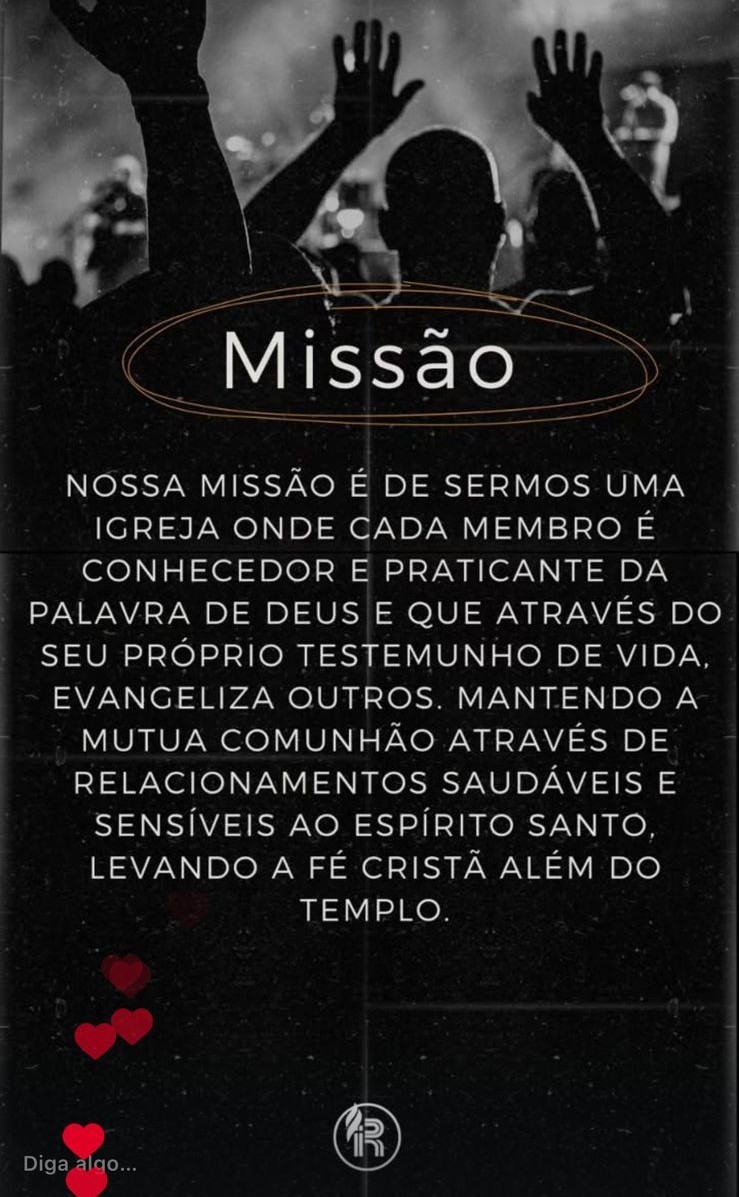 Missão
NOSSA MISSÃO É DE SERMOS UMA
IGREJA ONDE CADA MEMBRO É
CONHECEDOR E PRATICANTE DA
PALAVRA DE DEUS E QUE ATRAVÉS DO
SEU PRÓPRIO TESTEMUNHO DE VIDA,
EVANGELIZA OUTROS. MANTENDO A
MUTUA COMUNHÃO ATRAVÉS DE
RELACIONAMENTOS SAUDÁVEIS E
SENSÍVEIS AO ESPÍRITO SANTO,
LEVANDO A FÉ CRISTÃ ALÉM DO
TEMPLO.
Diga algo...